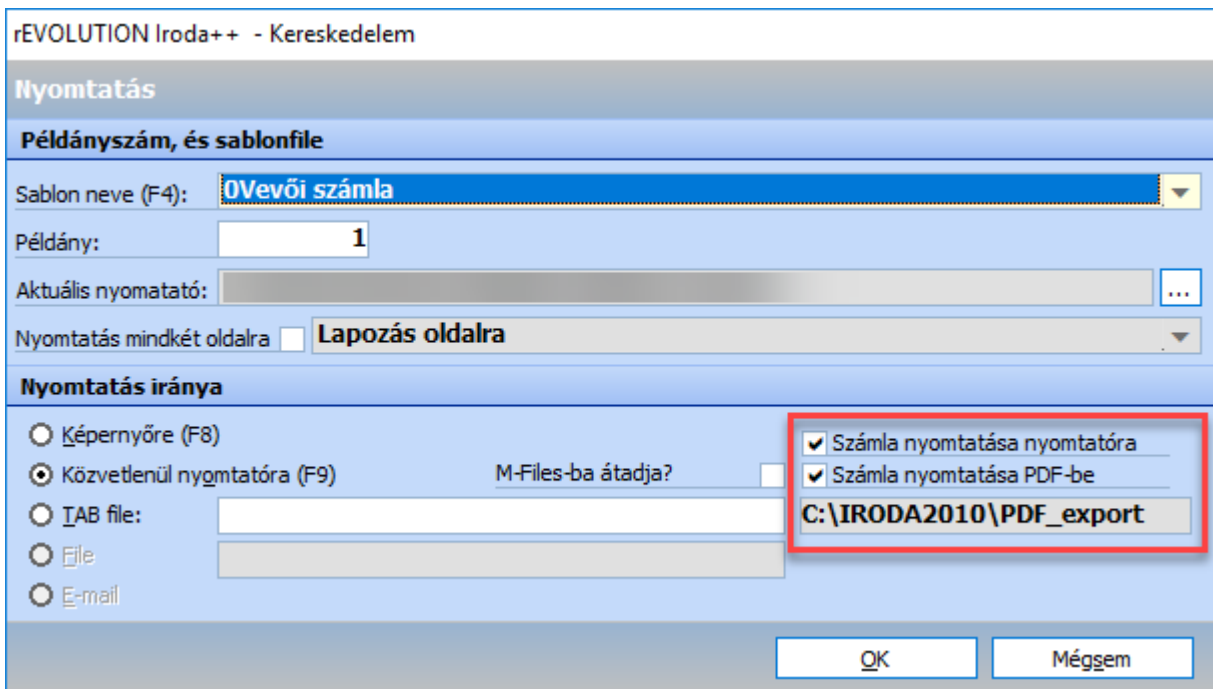 rEVOLUTION Iroda++ - Kereskedelem
Nyomtatás
Példányszám, és sablonfile
Sablon neve (F4): 0Vevői számla
Példány: 1
Aktuális nyomatató: ...
Nyomtatás mindkét oldalra Lapozás oldalra
Nyomtatás iránya
Képernyőre (F8)
Számla nyomtatása nyomtatóra
Közvetlenül nyomtatóra (F9) M-Files-ba átadja? Számla nyomtatása PDF-be
TAB file: C:\IRODA2010\PDF_export
File
E-mail
OK Mégsem